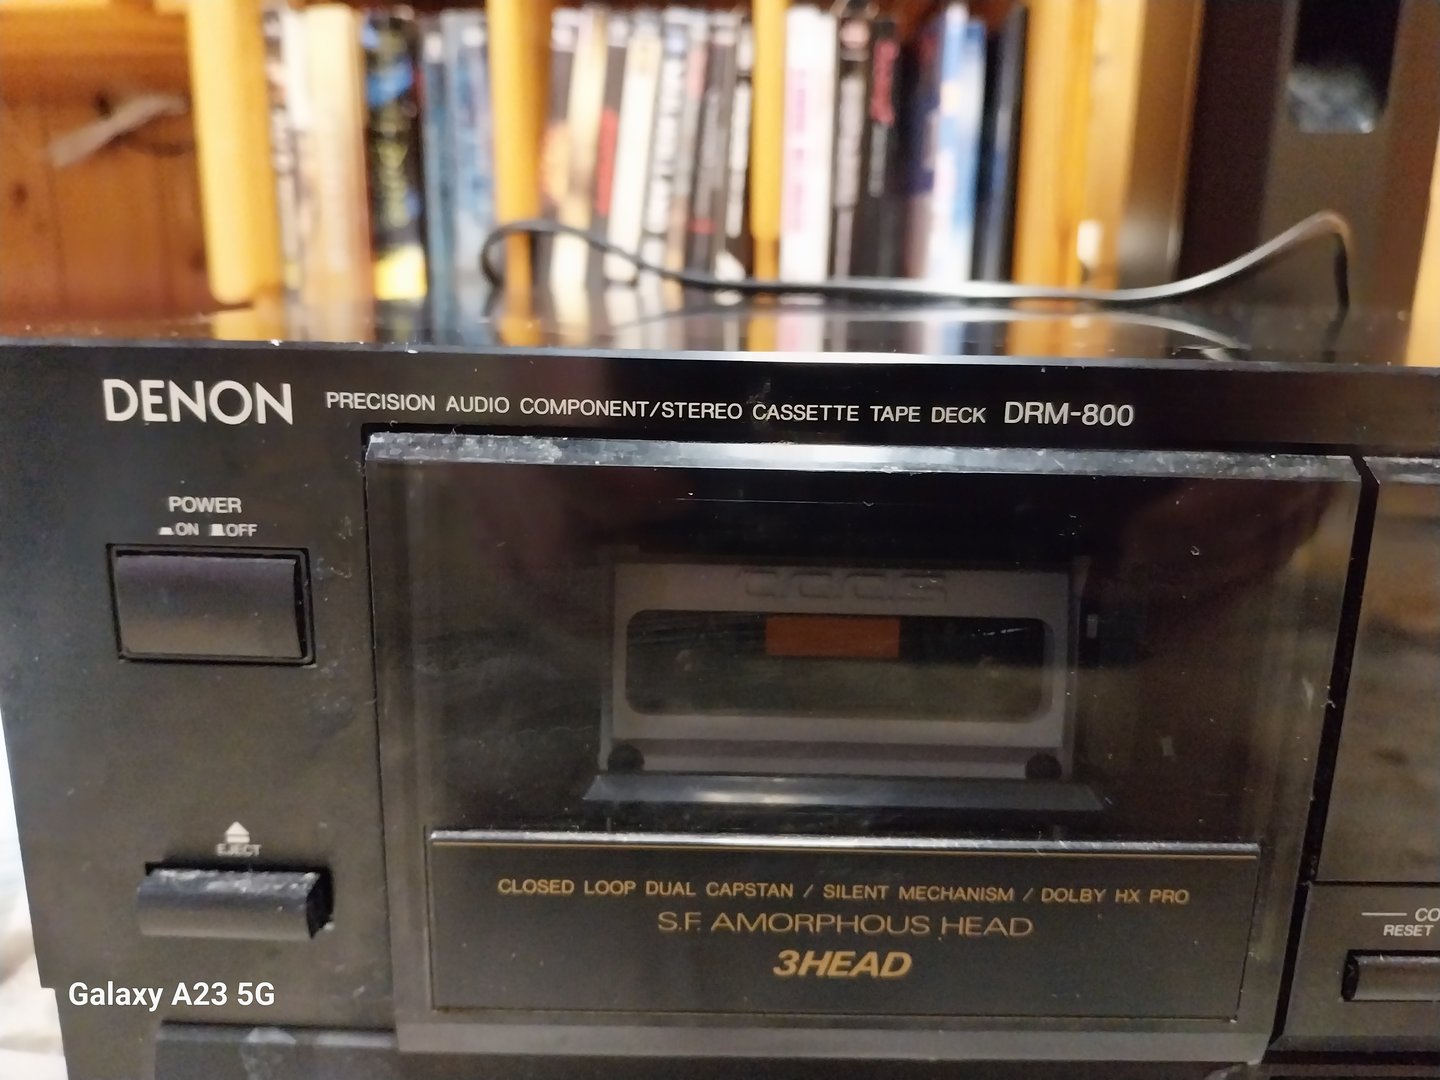 DENON PRECISION AUDIO COMPONENT/STEREO CASSETTE TAPE DECK DRM-800
POWER
ON OFF
EJECT
CLOSED LOOP DUAL CAPSTAN / SILENT MECHANISM / DOLBY HX PRO
S.F. AMORPHOUS HEAD
3HEAD
CO
RESET
Galaxy A23 5G